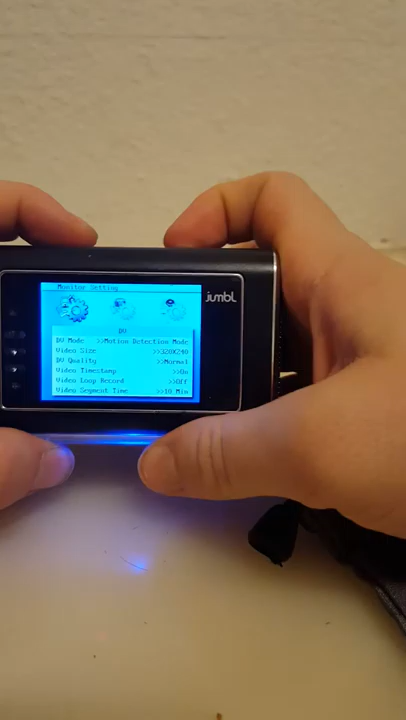 Monitor Setting
jumbl
DV
DV Mode >>Motion Detection Mode
Video Size >>320X240
DV Quality >>Normal
Video Timestamp >>On
Video Loop Record >>Off
Video Segment Time >>10 Min